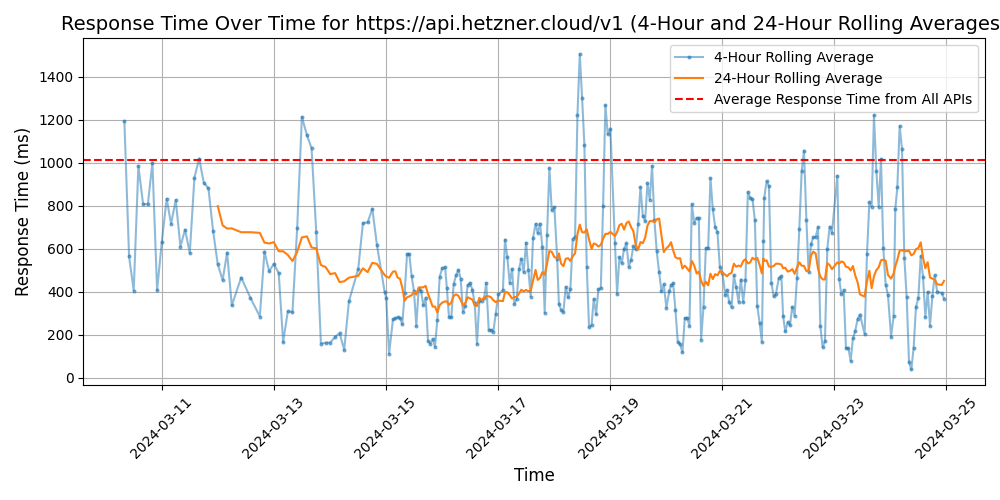 Response Time Over Time for https://api.hetzner.cloud/v1 (4-Hour and 24-Hour Rolling Averages
4-Hour Rolling Average
24-Hour Rolling Average
Average Response Time from All APIs
Response Time (ms)
1400
1200
1000
800
600
400
200
0
2024-03-11
2024-03-13
2024-03-15
2024-03-17
2024-03-19
2024-03-21
2024-03-23
2024-03-25
Time